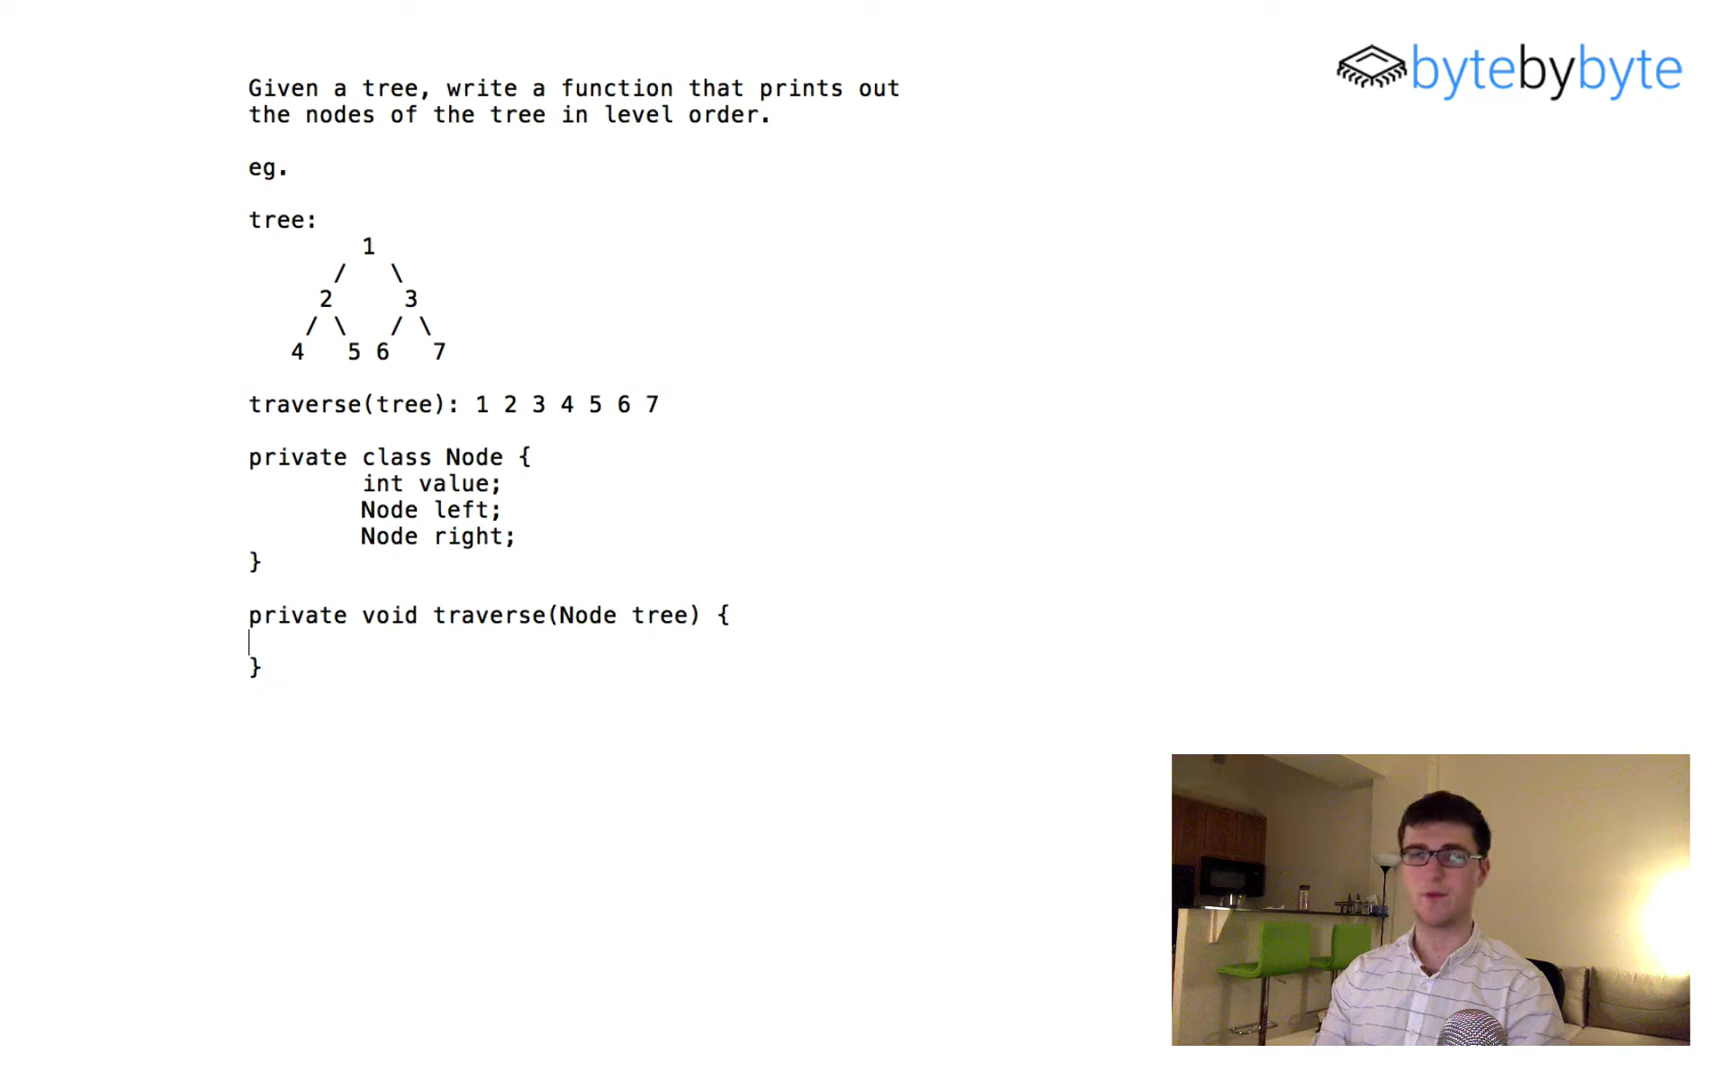 bytebybyte
Given a tree, write a function that prints out
the nodes of the tree in level order.
eg.
tree:
1
/ \
2 3
/ \ / \
4 5 6 7
traverse(tree): 1 2 3 4 5 6 7
private class Node {
int value;
Node left;
Node right;
}
private void traverse(Node tree) {
}